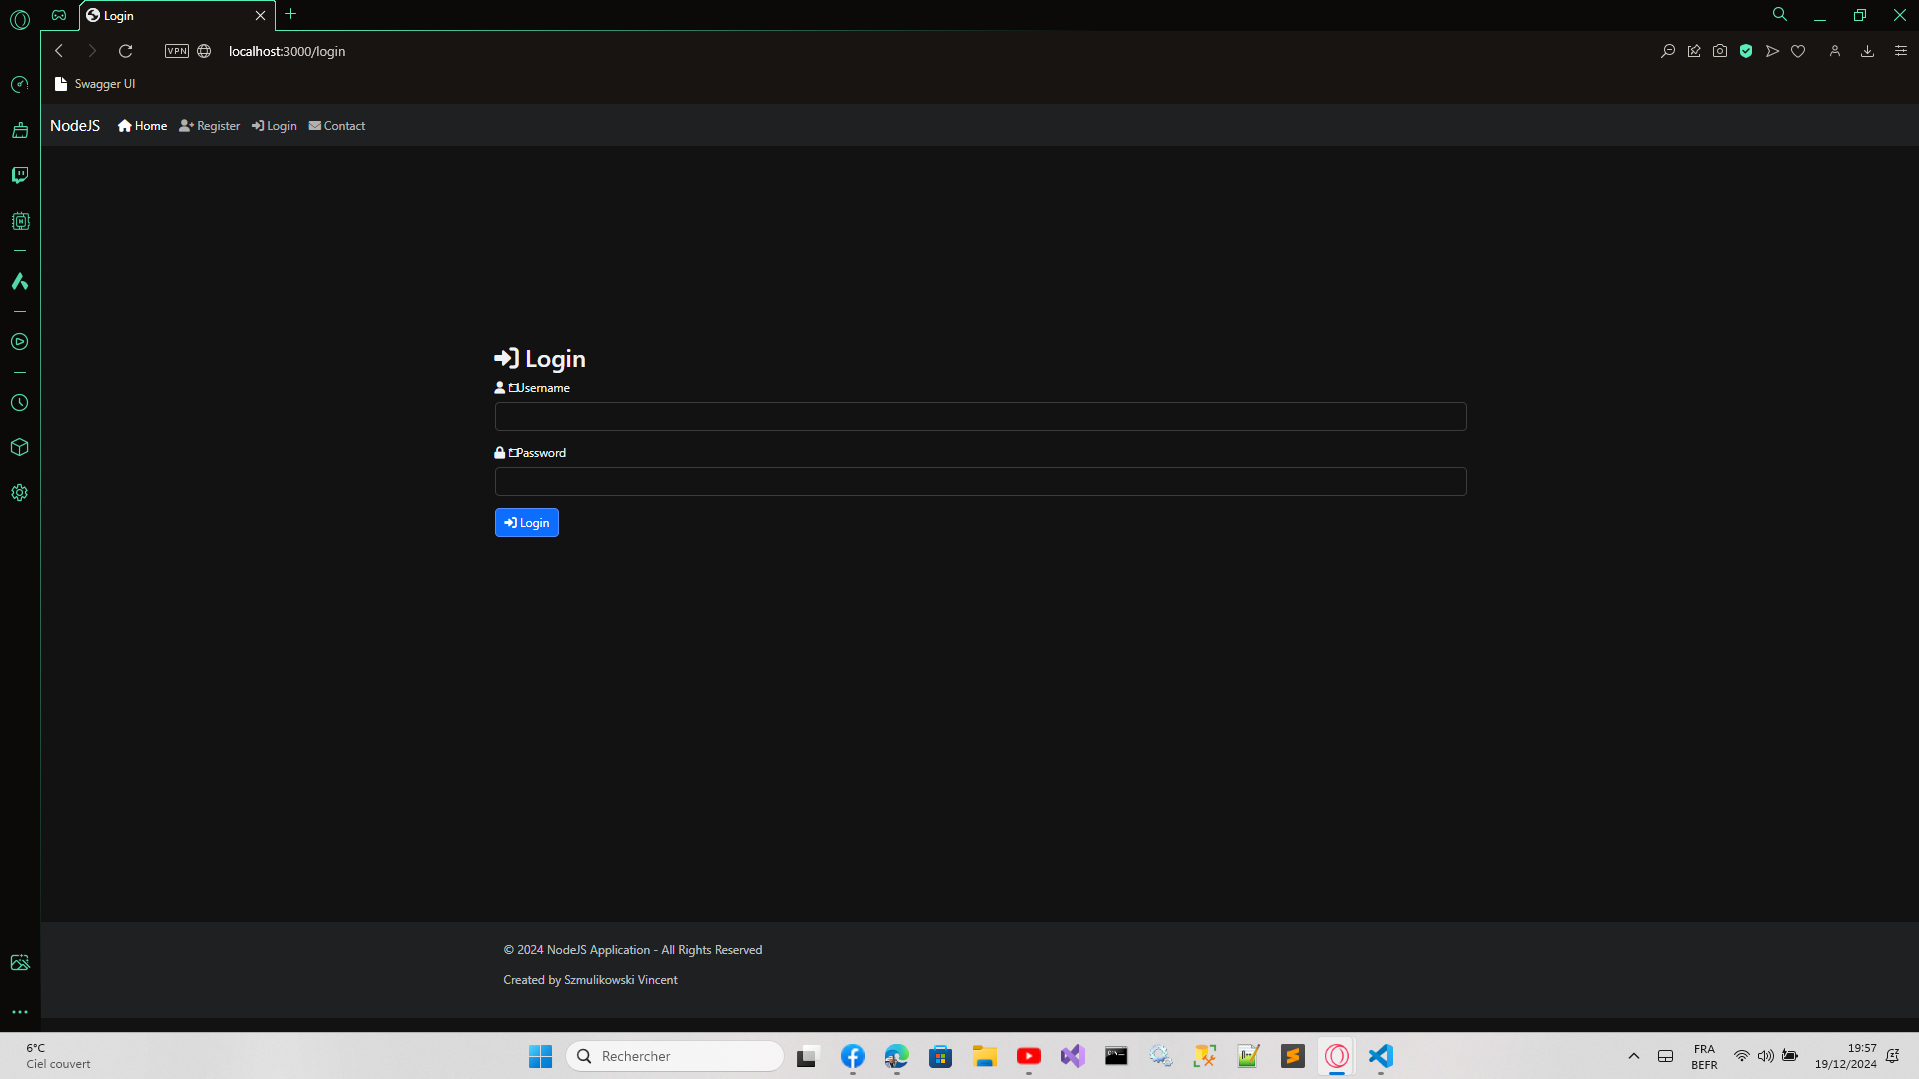 Login
VPN
localhost:3000/login
Swagger UI
NodeJS Home Register Login Contact
Login
Username
Password
Login
© 2024 NodeJS Application - All Rights Reserved
Created by Szmulikowski Vincent
6°C
Ciel couvert
Rechercher
FRA
BEFR
19:57
19/12/2024